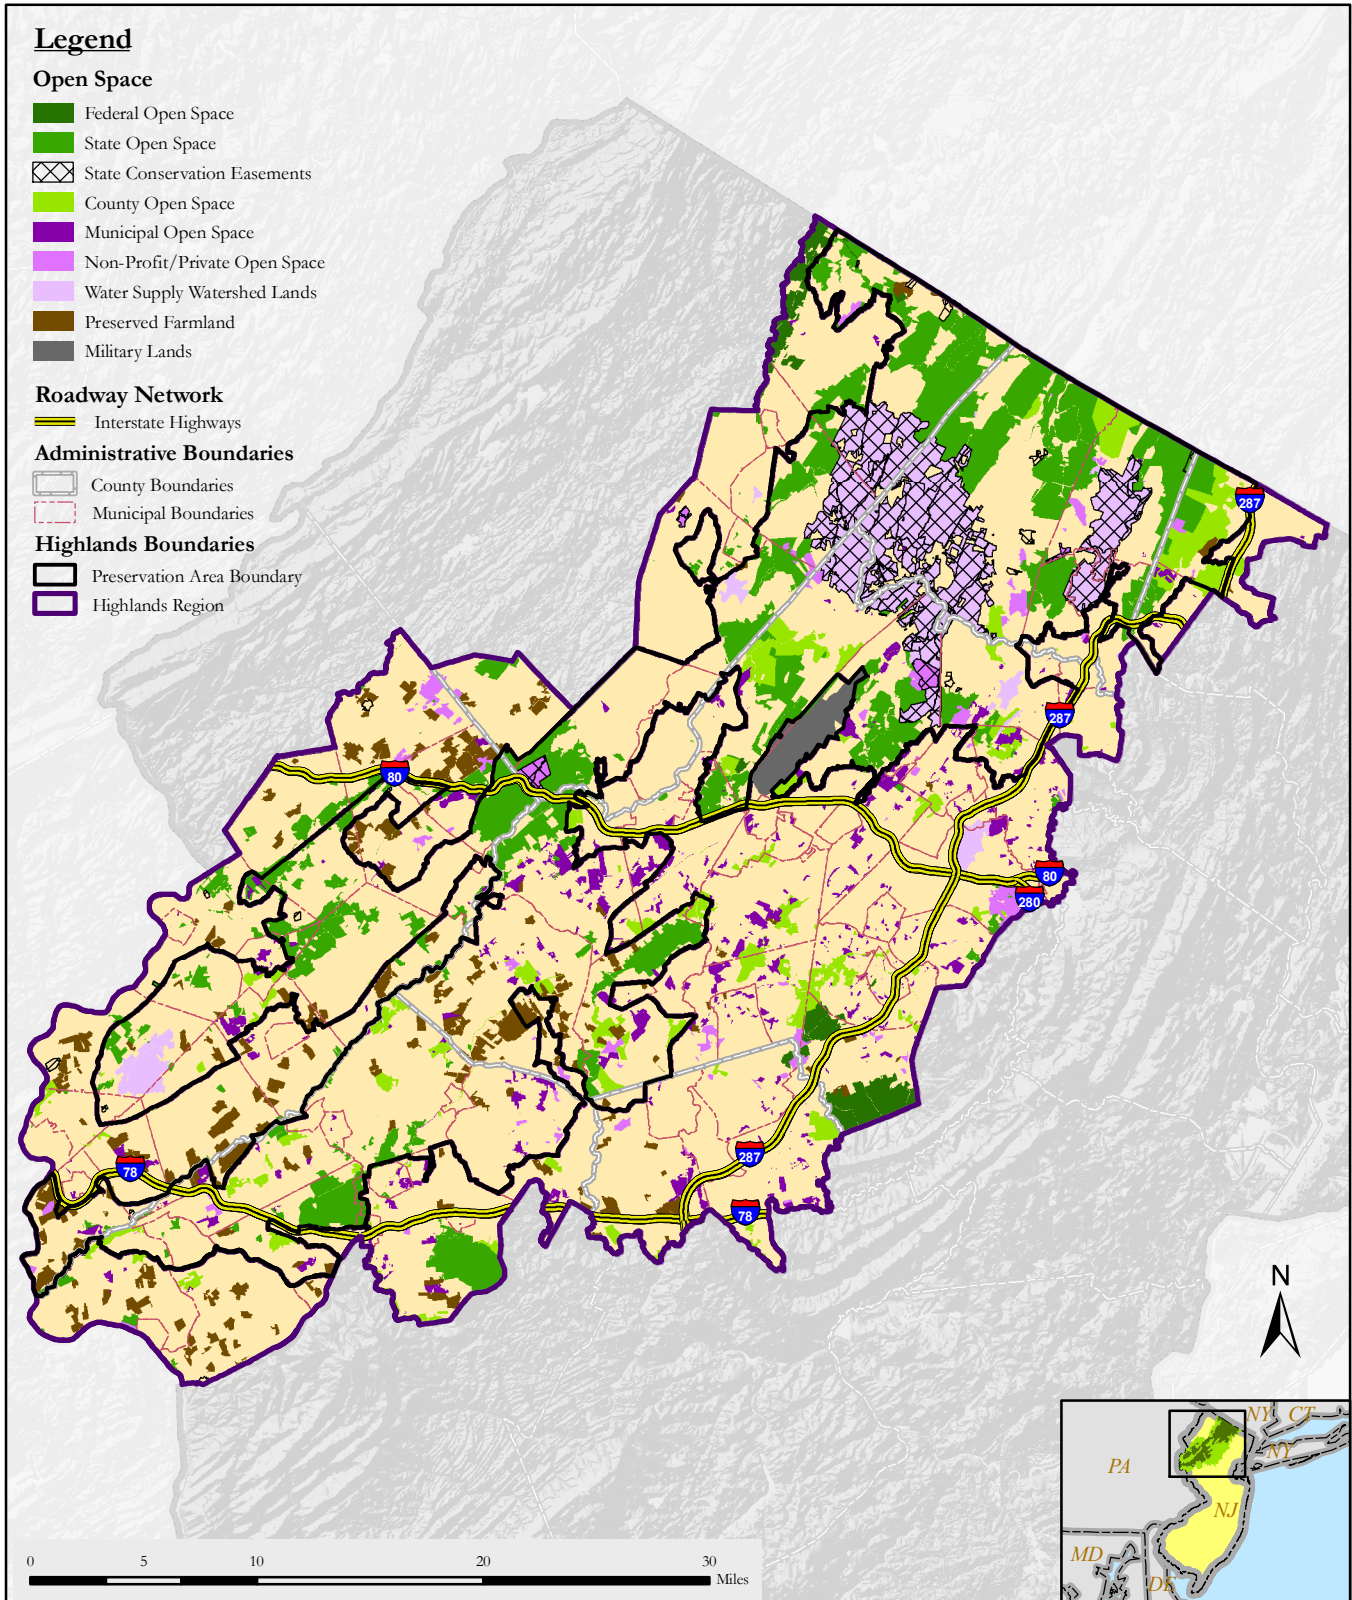 Legend
Open Space
Federal Open Space
State Open Space
State Conservation Easements
County Open Space
Municipal Open Space
Non-Profit/Private Open Space
Water Supply Watershed Lands
Preserved Farmland
Military Lands
Roadway Network
Interstate Highways
Administrative Boundaries
County Boundaries
Municipal Boundaries
Highlands Boundaries
Preservation Area Boundary
Highlands Region
287
287
80
80
280
78
287
78
N
NY CT
NY
PA
NJ
MD
DE
0 5 10 20 30
Miles